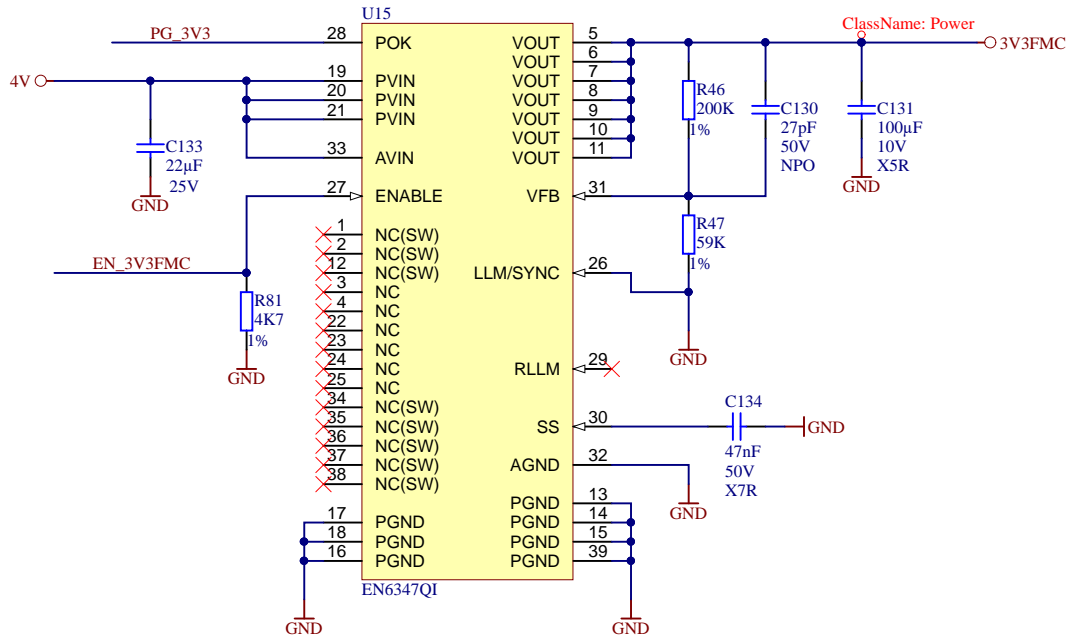 U15
ClassName: Power
PG_3V3
28
POK
VOUT
5
3V3FMC
VOUT
6
4V
19
PVIN
VOUT
7
20
PVIN
VOUT
8
21
PVIN
VOUT
9
VOUT
10
33
AVIN
VOUT
11
R46
200K
1%
C130
27pF
50V
NPO
C131
100µF
10V
X5R
GND
C133
22µF
25V
GND
27
ENABLE
VFB
31
1
NC(SW)
2
NC(SW)
12
NC(SW)
3
NC
4
NC
22
NC
23
NC
24
NC
25
NC
34
NC(SW)
35
NC(SW)
36
NC(SW)
37
NC(SW)
38
NC(SW)
R47
59K
1%
LLM/SYNC
26
GND
EN_3V3FMC
R81
4K7
1%
GND
RLLM
29
SS
30
C134
47nF
50V
X7R
GND
AGND
32
GND
17
PGND
18
PGND
16
PGND
PGND
13
PGND
14
PGND
15
PGND
39
EN6347QI
GND
GND